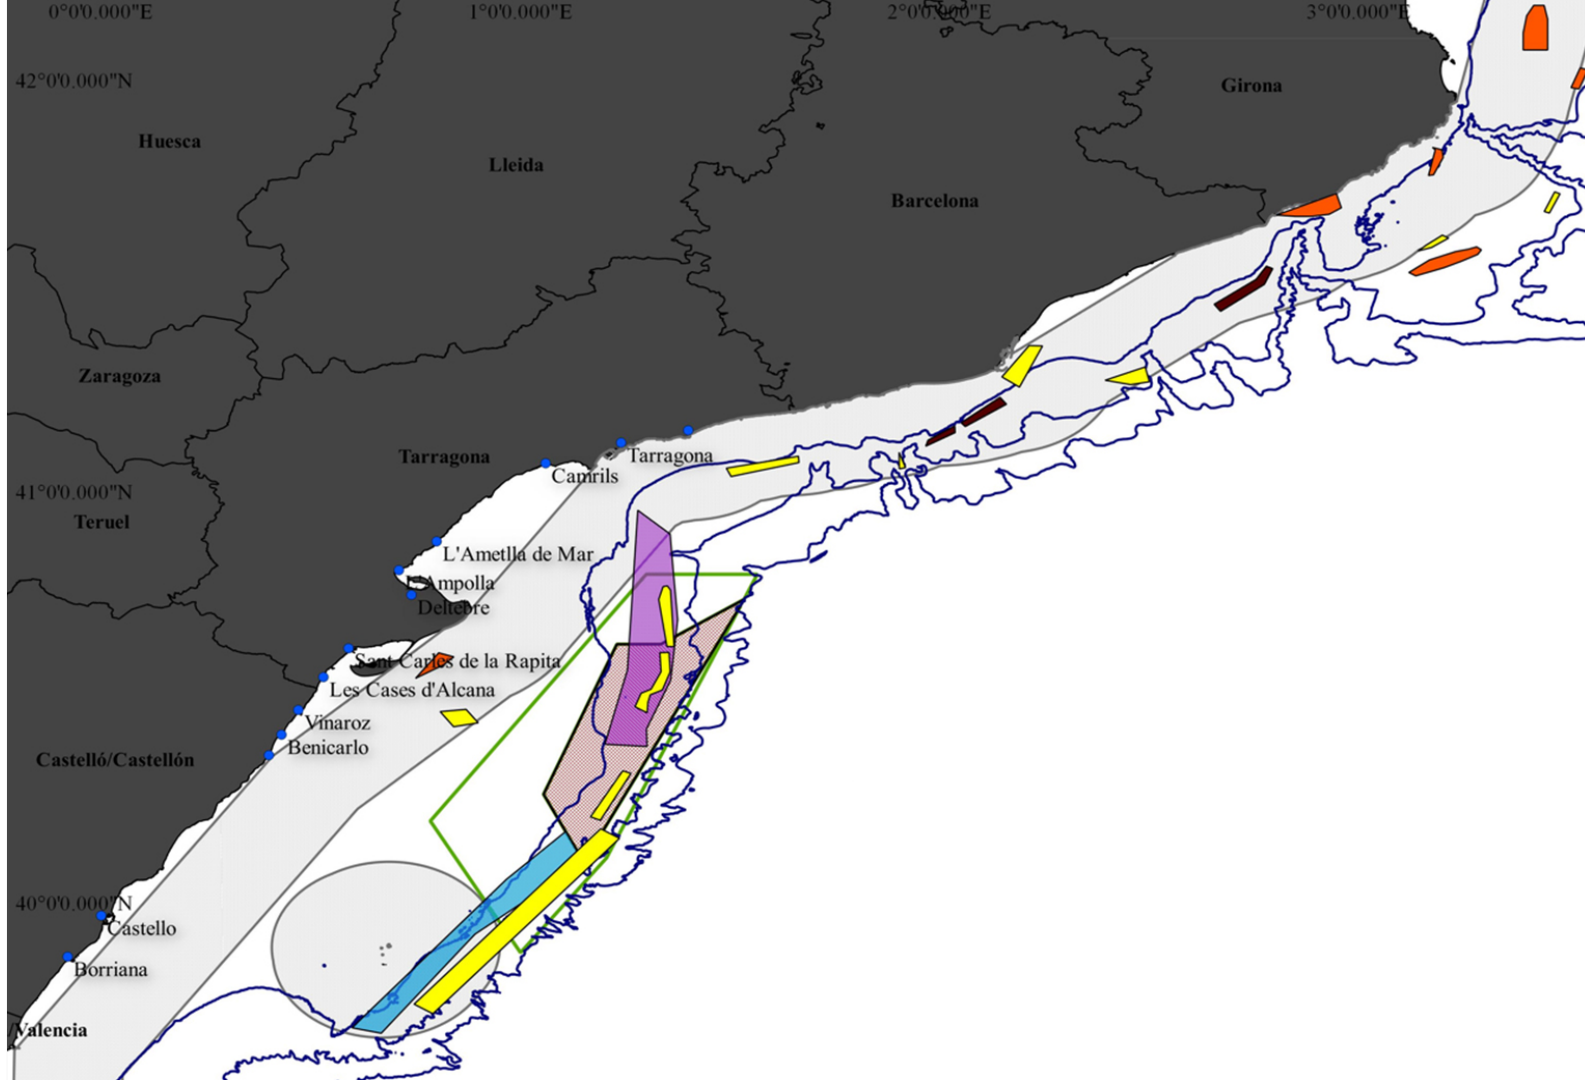 0°0'0.000"E
1°0'0.000"E
2°0'0.000"E
3°0'0.000"E
42°0'0.000"N
Girona
Huesca
Lleida
Barcelona
Zaragoza
Tarragona
Tarragona
Camrils
41°0'0.000"N
Teruel
L'Ametlla de Mar
L'Ampolla
Deltebre
Sant Carles de la Rapita
Les Cases d'Alcana
Vinaroz
Benicarlo
Castelló/Castellón
40°0'0.000"N
Castello
Borriana
/Valencia